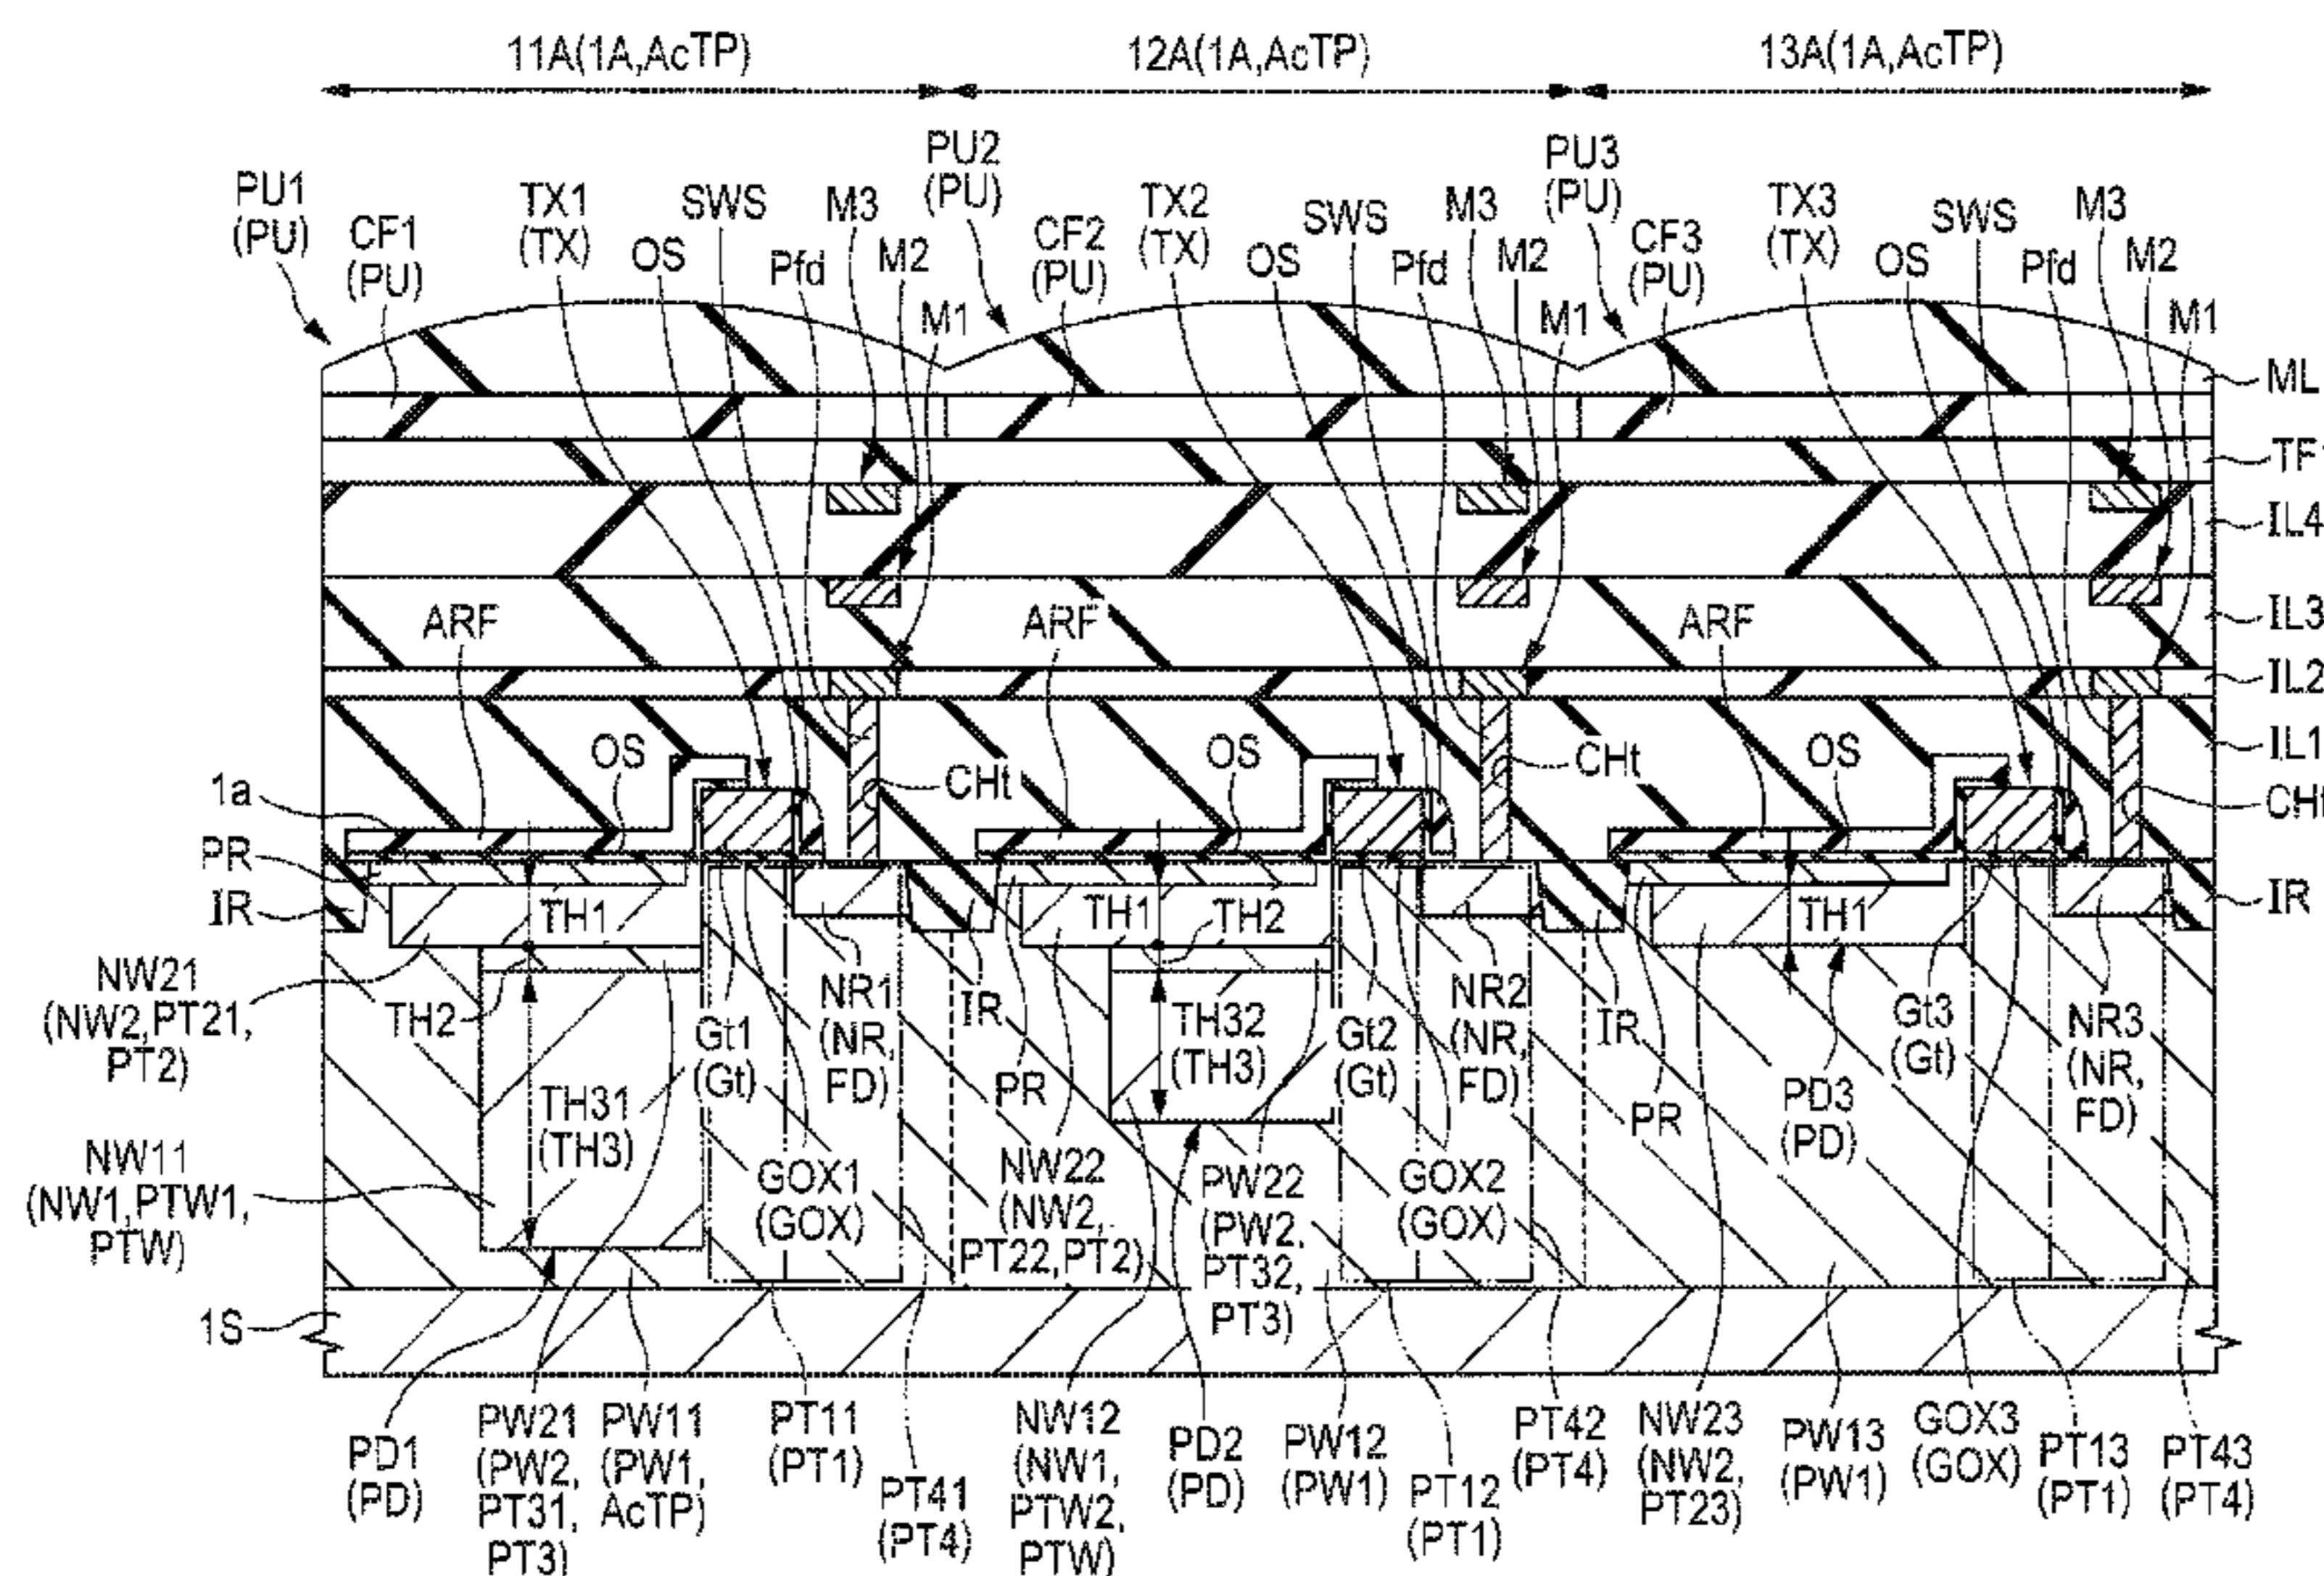 11A(1A,AcTP)
12A(1A,AcTP)
13A(1A,AcTP)
PU1
(PU)
CF1
(PU)
TX1
(TX)
OS
SWS
Pfd
M3
M2
M1
PU2
(PU)
CF2
(PU)
TX2
(TX)
OS
SWS
Pfd
M3
M2
M1
PU3
(PU)
CF3
(PU)
TX3
(TX)
OS
SWS
Pfd
M3
M2
M1
ML
TF
IL4
IL3
IL2
IL1
CHt
IR
ARF
ARF
ARF
OS
OS
OS
CHt
CHt
1a
PR
IR
TH1
TH1
TH2
TH1
NW21
(NW2,PT21,
PT2)
TH2
TH31
(TH3)
NW11
(NW1,PTW1,
PTW)
Gt1
(Gt)
NR1
(NR,
FD)
IR
PR
TH32
(TH3)
Gt2
(Gt)
NR2
(NR,
FD)
IR
PR
PD3
(PD)
Gt3
(Gt)
NR3
(NR,
FD)
GOX1
(GOX)
NW22
(NW2,
PT22,PT2)
PW22
(PW2,
PT32,
PT3)
GOX2
(GOX)
1S
PD1
(PD)
PW21
(PW2,
PT31,
PT3)
PW11
(PW1,
AcTP)
PT11
(PT1)
PT41
(PT4)
NW12
(NW1,
PTW2,
PTW)
PD2
(PD)
PW12
(PW1)
PT12
(PT1)
PT42
(PT4)
NW23
(NW2,
PT23)
PW13
(PW1)
GOX3
(GOX)
PT13
(PT1)
PT43
(PT4)